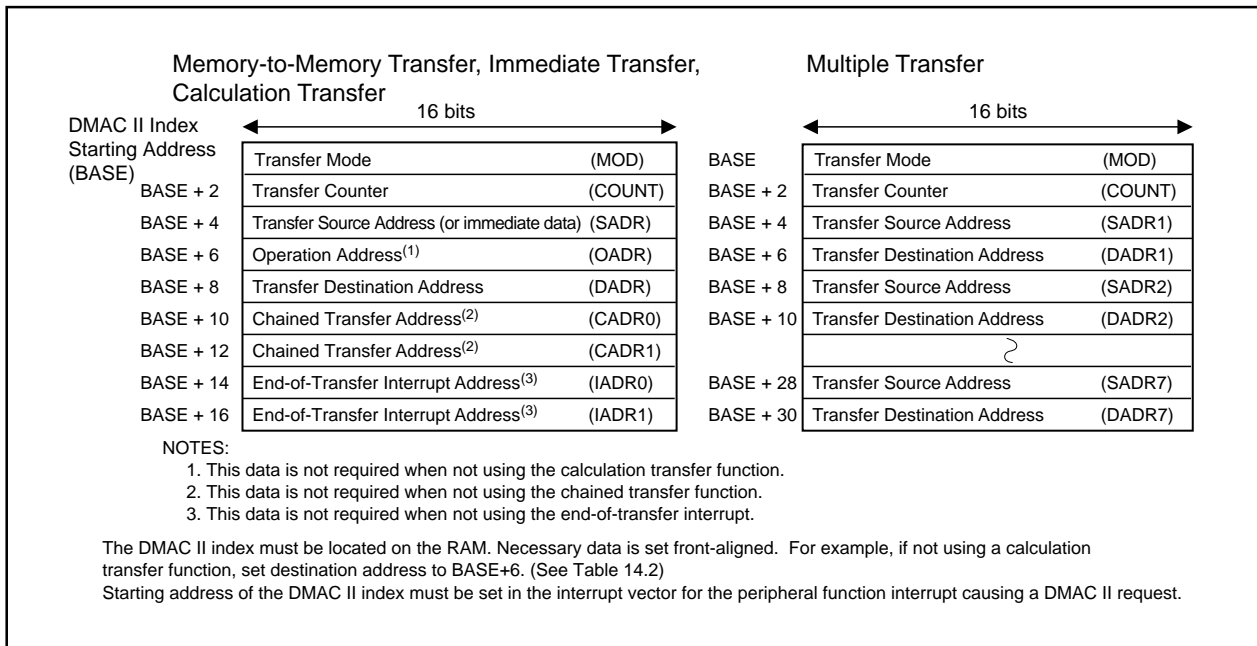 Memory-to-Memory Transfer, Immediate Transfer,
Calculation Transfer
Multiple Transfer
16 bits
16 bits
DMAC II Index
Starting Address
(BASE)
Transfer Mode (MOD)
BASE + 2 Transfer Counter (COUNT)
BASE + 4 Transfer Source Address (or immediate data) (SADR)
BASE + 6 Operation Address(1) (OADR)
BASE + 8 Transfer Destination Address (DADR)
BASE + 10 Chained Transfer Address(2) (CADR0)
BASE + 12 Chained Transfer Address(2) (CADR1)
BASE + 14 End-of-Transfer Interrupt Address(3) (IADR0)
BASE + 16 End-of-Transfer Interrupt Address(3) (IADR1)
BASE Transfer Mode (MOD)
BASE + 2 Transfer Counter (COUNT)
BASE + 4 Transfer Source Address (SADR1)
BASE + 6 Transfer Destination Address (DADR1)
BASE + 8 Transfer Source Address (SADR2)
BASE + 10 Transfer Destination Address (DADR2)
BASE + 28 Transfer Source Address (SADR7)
BASE + 30 Transfer Destination Address (DADR7)
NOTES:
1. This data is not required when not using the calculation transfer function.
2. This data is not required when not using the chained transfer function.
3. This data is not required when not using the end-of-transfer interrupt.
The DMAC II index must be located on the RAM. Necessary data is set front-aligned. For example, if not using a calculation
transfer function, set destination address to BASE+6. (See Table 14.2)
Starting address of the DMAC II index must be set in the interrupt vector for the peripheral function interrupt causing a DMAC II request.